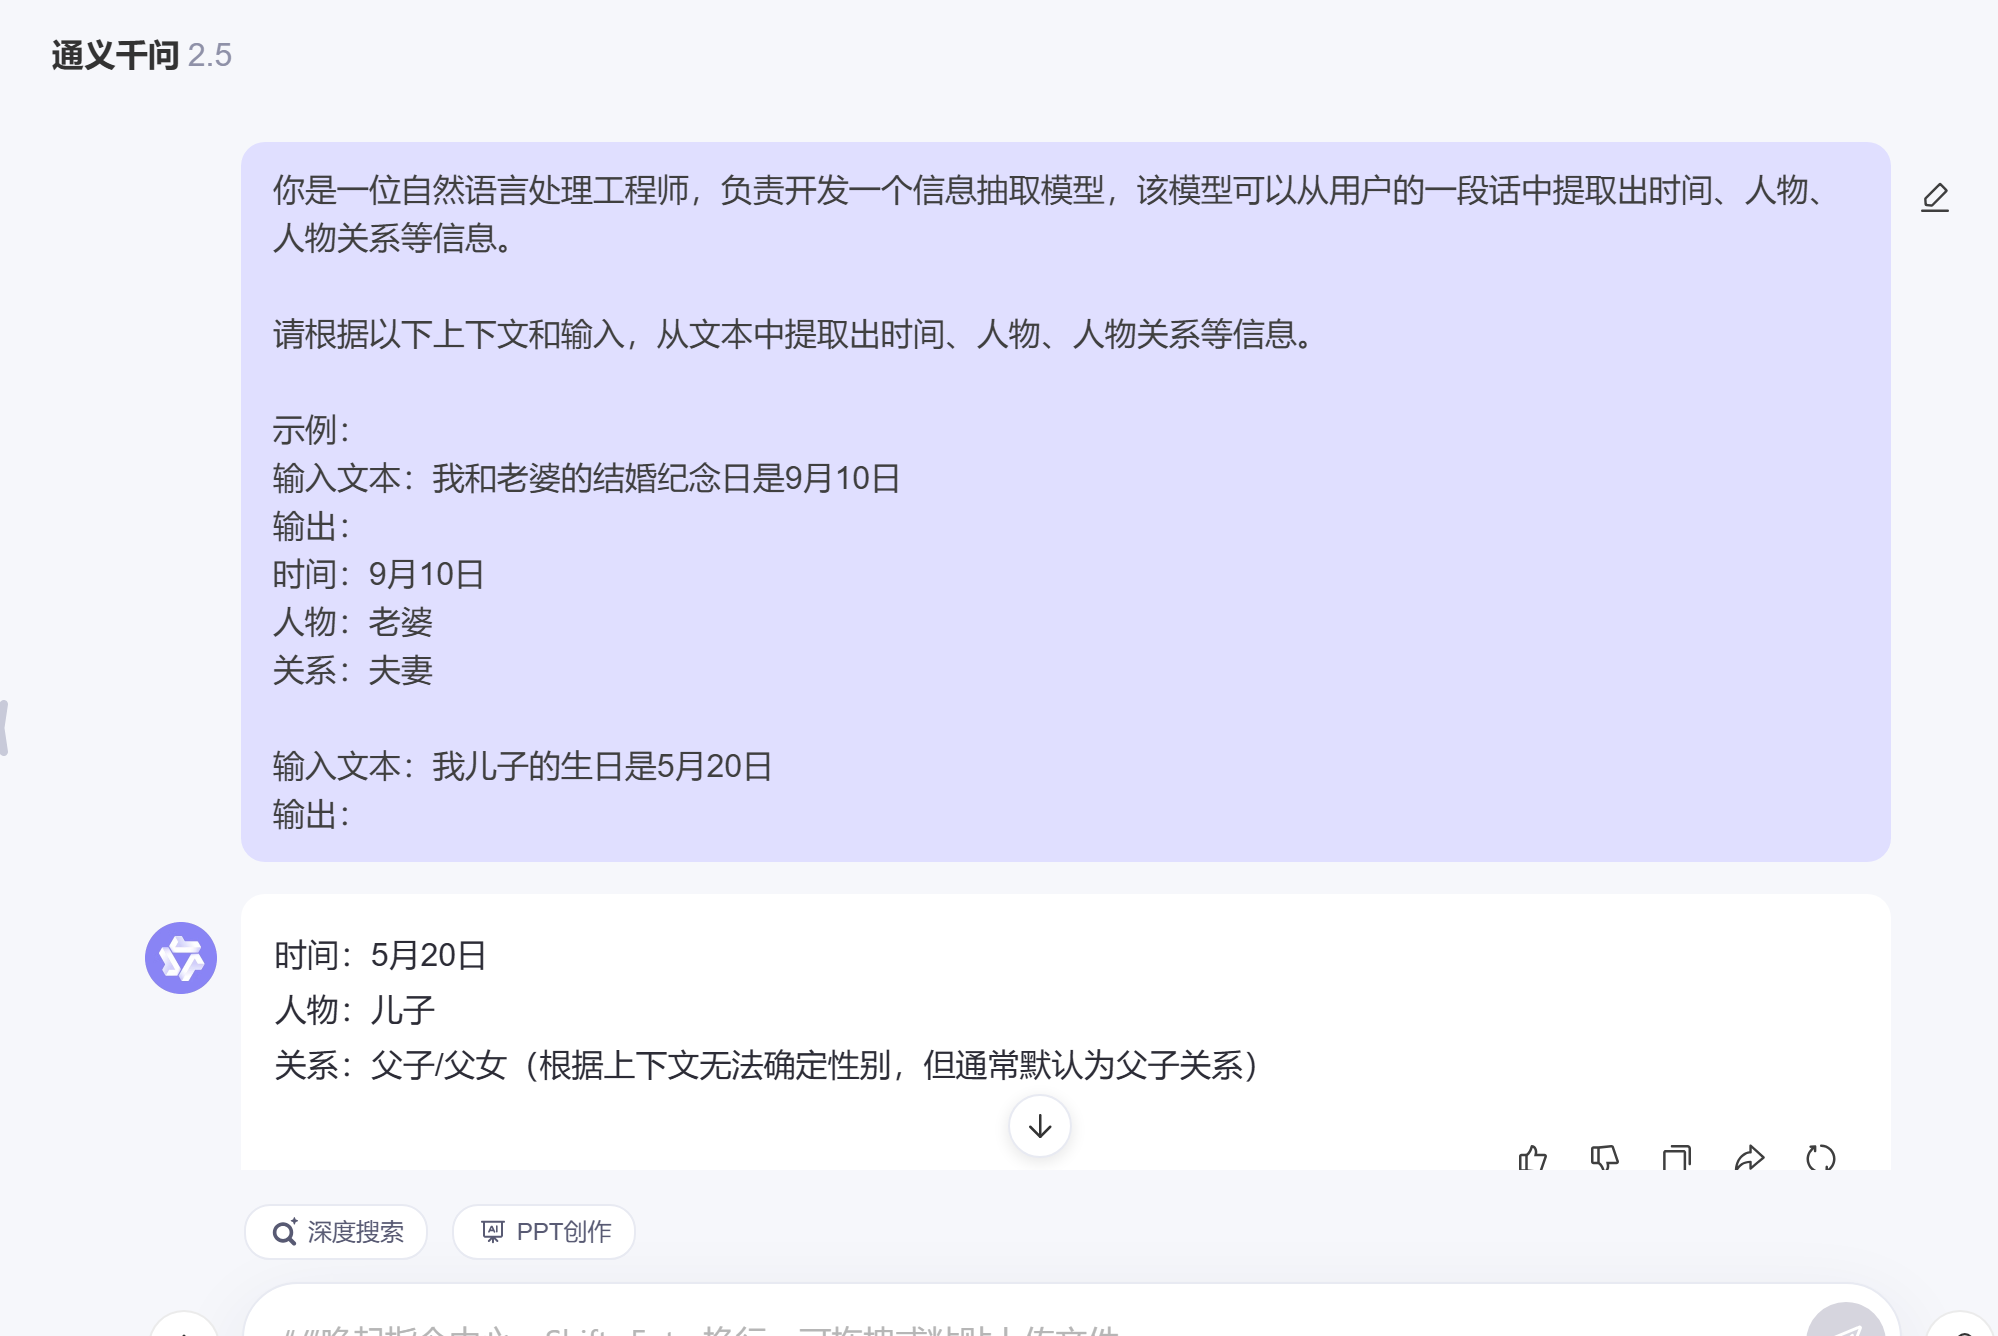 通义千问 2.5
你是一位自然语言处理工程师，负责开发一个信息抽取模型，该模型可以从用户的一段话中提取出时间、人物、
人物关系等信息。
请根据以下上下文和输入，从文本中提取出时间、人物、人物关系等信息。
示例：
输入文本：我和老婆的结婚纪念日是9月10日
输出：
时间：9月10日
人物：老婆
关系：夫妻
输入文本：我儿子的生日是5月20日
输出：
时间：5月20日
人物：儿子
关系：父子/父女（根据上下文无法确定性别，但通常默认为父子关系）
深度搜索
PPT创作